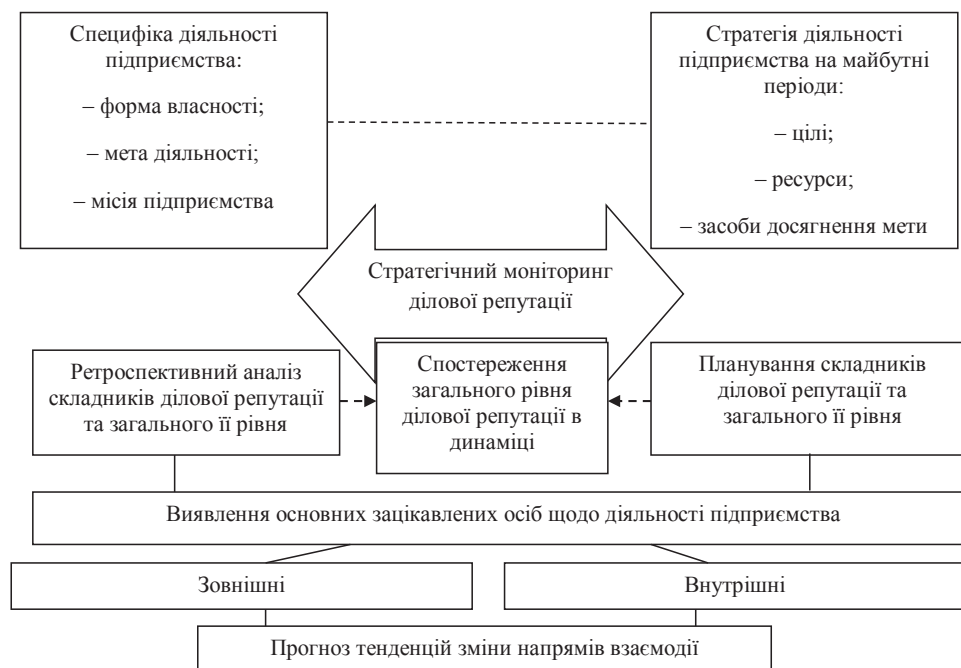 Специфіка діяльності
підприємства:
– форма власності;
– мета діяльності;
– місія підприємства
Стратегія діяльності
підприємства на майбутні
періоди:
– цілі;
– ресурси;
– засоби досягнення мети
Стратегічний моніторинг
ділової репутації
Ретроспективний аналіз
складників ділової репутації
та загального її рівня
Спостереження
загального рівня
ділової репутації в
динаміці
Планування складників
ділової репутації та
загального її рівня
Виявлення основних зацікавлених осіб щодо діяльності підприємства
Зовнішні
Внутрішні
Прогноз тенденцій зміни напрямів взаємодії